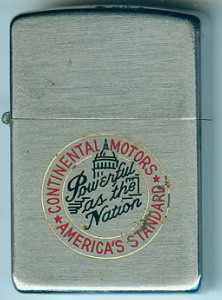 CONTINENTAL MOTORS
Powerful
as the
Nation
AMERICA'S STANDARD